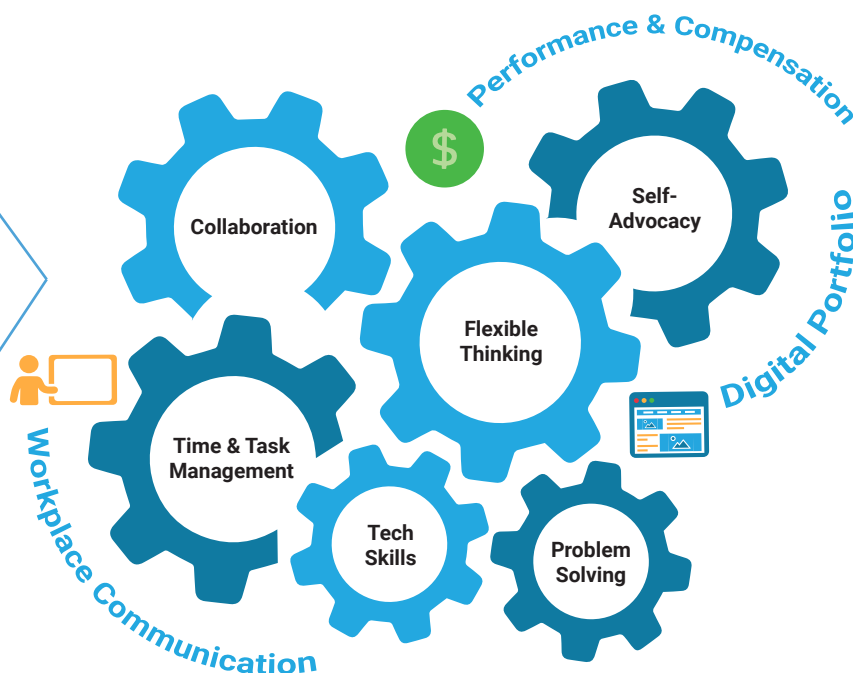 Performance & Compensation
$
Collaboration
Self-
Advocacy
Digital Portfolio
Flexible
Thinking
Time & Task
Management
Workplace Communication
Tech
Skills
Problem
Solving